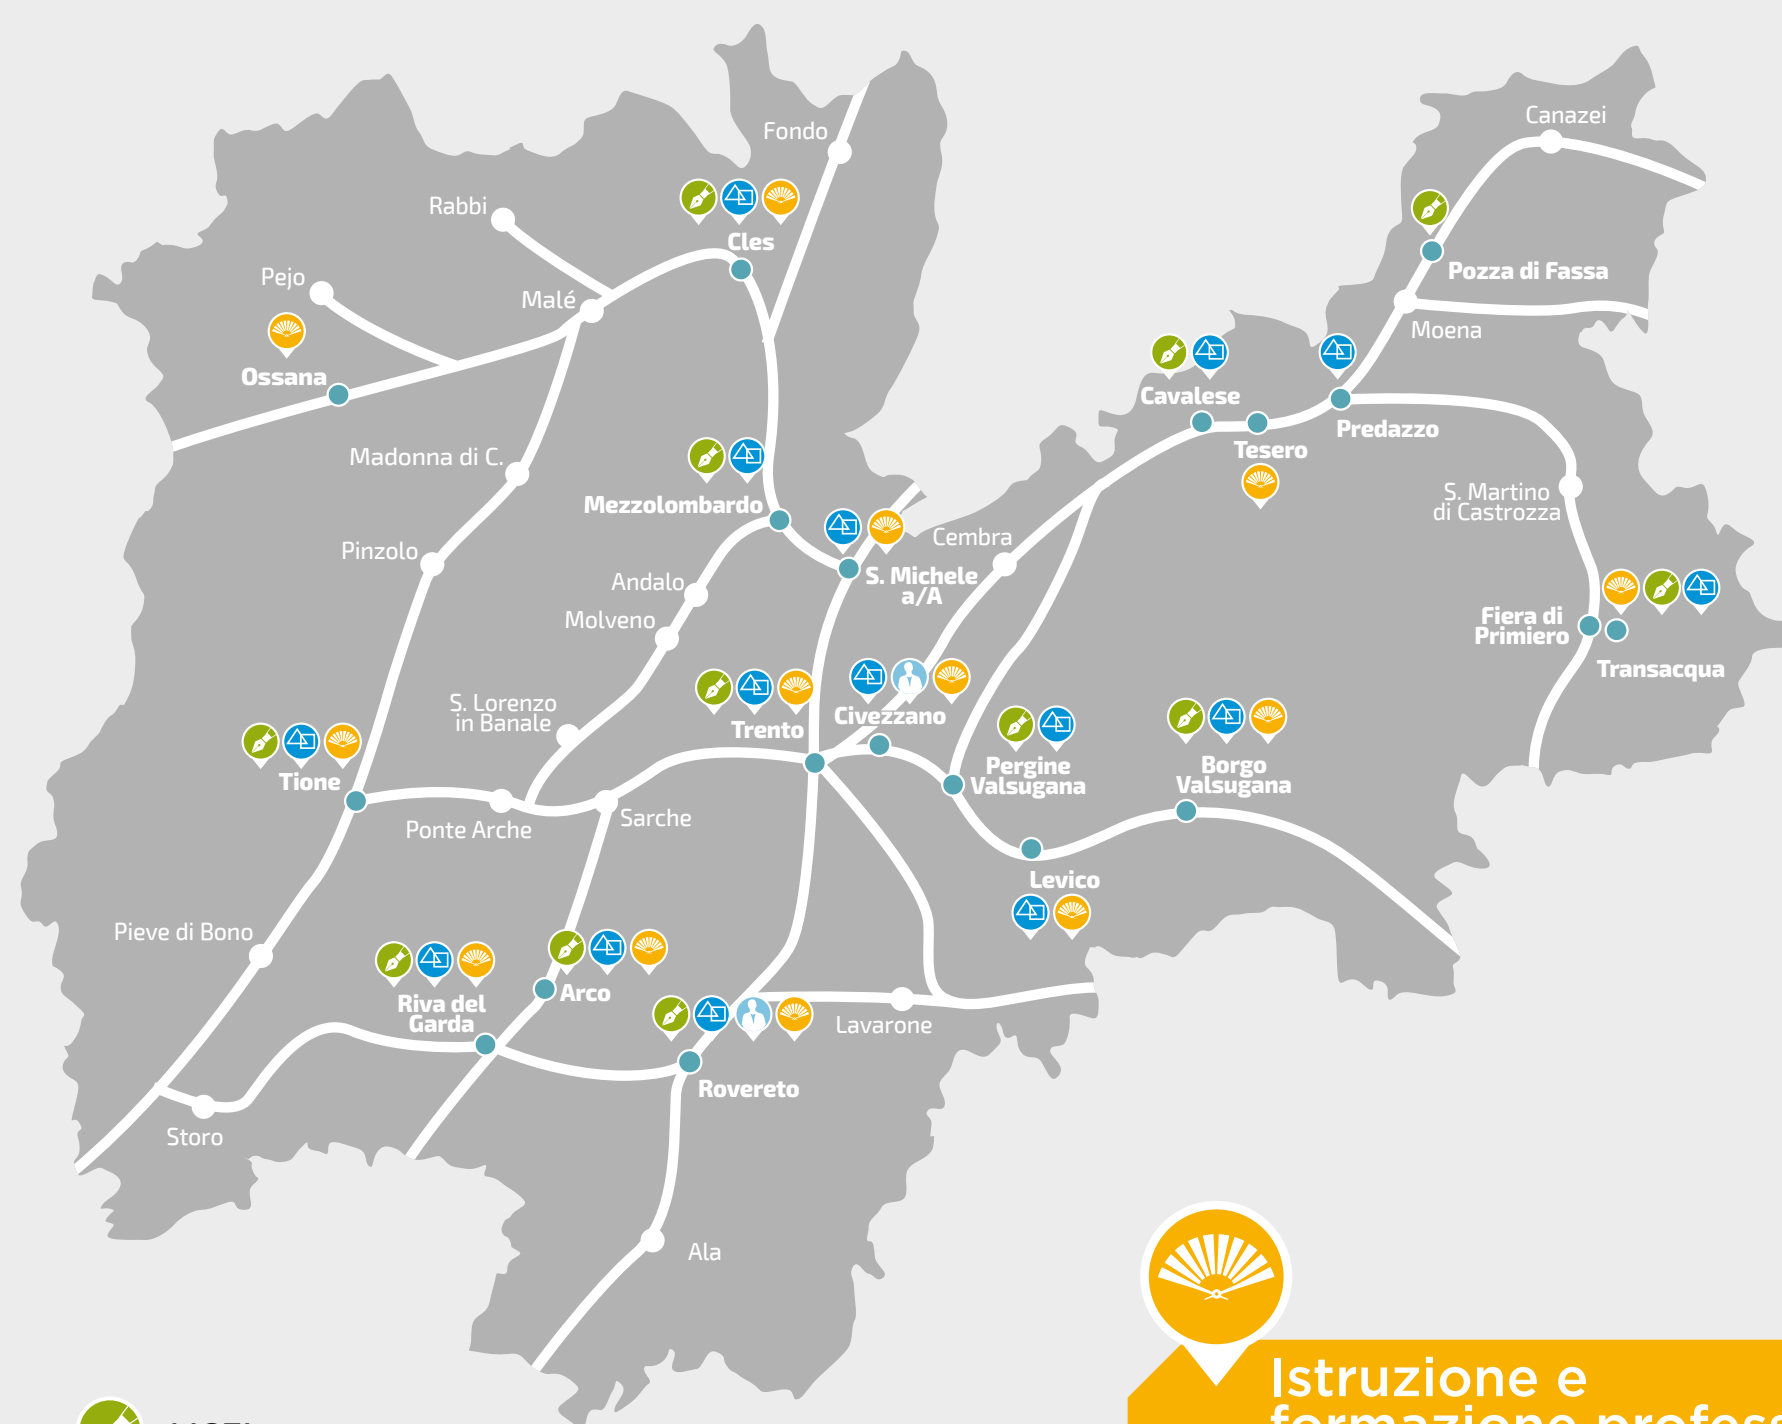 Canazei
Fondo
Rabbi
Cles
Pozza di Fassa
Pejo
Malé
Moena
Ossana
Cavalese
Predazzo
Tesero
Madonna di C.
Mezzolombardo
S. Martino
di Castrozza
Pinzolo
Cembra
Andalo
S. Michele
a/A
Molveno
Fiera di
Primiero
Transacqua
S. Lorenzo
in Banale
Trento
Civezzano
Pergine
Valsugana
Borgo
Valsugana
Tione
Ponte Arche
Sarche
Levico
Pieve di Bono
Riva del
Garda
Arco
Lavarone
Rovereto
Storo
Ala
Istruzione e
formazione